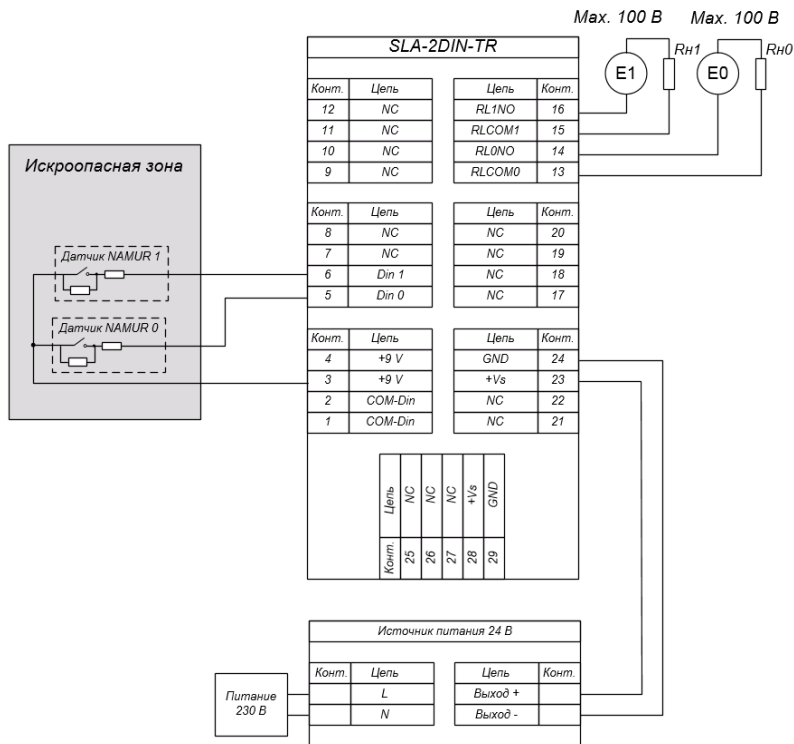 Max. 100 В Max. 100 В
SLA-2DIN-TR
E1 Rн1 E0 Rн0
Конт. Цепь Цепь Конт.
12 NC RL1NO 16
11 NC RLCOM1 15
10 NC RL0NO 14
9 NC RLCOM0 13
Искроопасная зона
Конт. Цепь Цепь Конт.
8 NC NC 20
7 NC NC 19
6 Din 1 NC 18
5 Din 0 NC 17
Датчик NAMUR 1
Датчик NAMUR 0
Конт. Цепь Цепь Конт.
4 +9 V GND 24
3 +9 V +Vs 23
2 COM-Din NC 22
1 COM-Din NC 21
Цепь NC NC NC +Vs GND
Конт. 25 26 27 28 29
Источник питания 24 В
Конт. Цепь Цепь Конт.
L Выход +
N Выход -
Питание
230 В